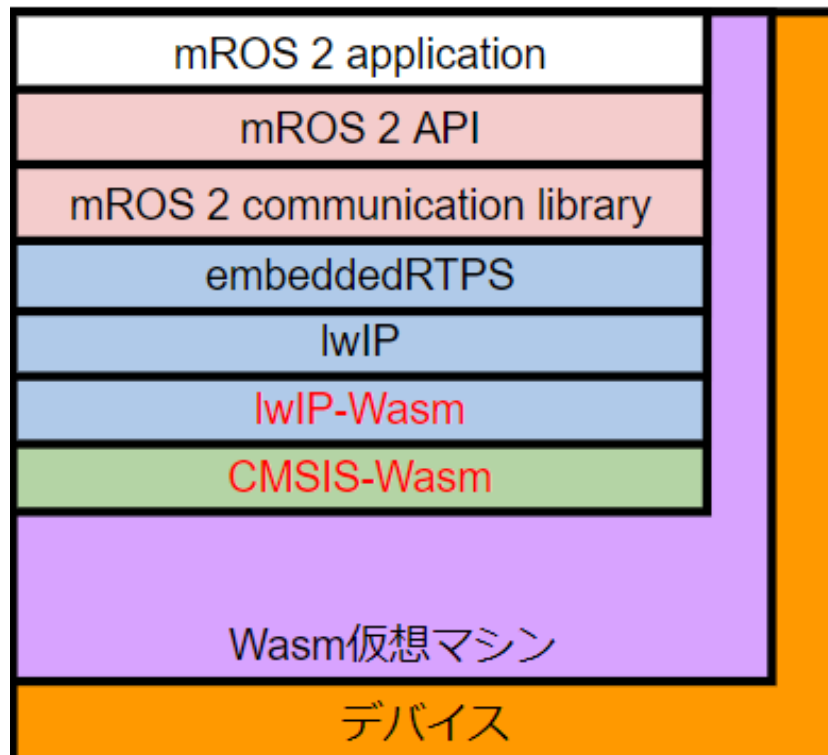 mROS 2 application
mROS 2 API
mROS 2 communication library
embeddedRTPS
lwIP
lwIP-Wasm
CMSIS-Wasm
Wasm仮想マシン
デバイス